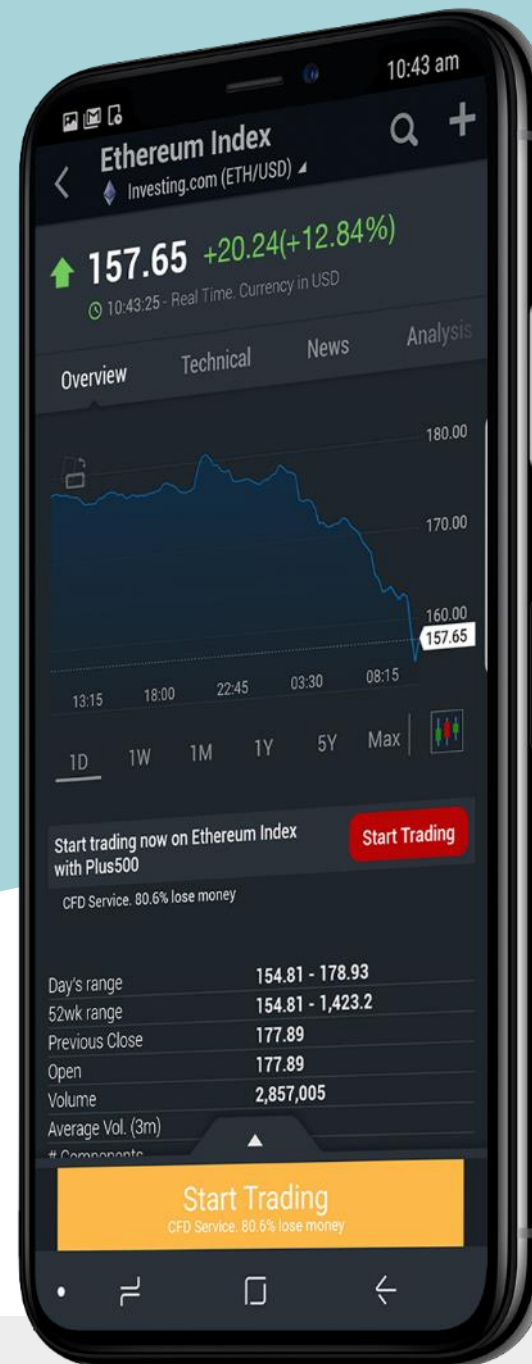 10:43 am
Ethereum Index
Investing.com (ETH/USD)
157.65 +20.24(+12.84%)
10:43:25 - Real Time. Currency in USD
Overview Technical News Analysis
180.00
170.00
160.00
157.65
13:15 18:00 22:45 03:30 08:15
1D 1W 1M 1Y 5Y Max
Start trading now on Ethereum Index
with Plus500
Start Trading
CFD Service. 80.6% lose money
Day's range 154.81 - 178.93
52wk range 154.81 - 1,423.2
Previous Close 177.89
Open 177.89
Volume 2,857,005
Average Vol. (3m)
# Components
Start Trading
CFD Service. 80.6% lose money